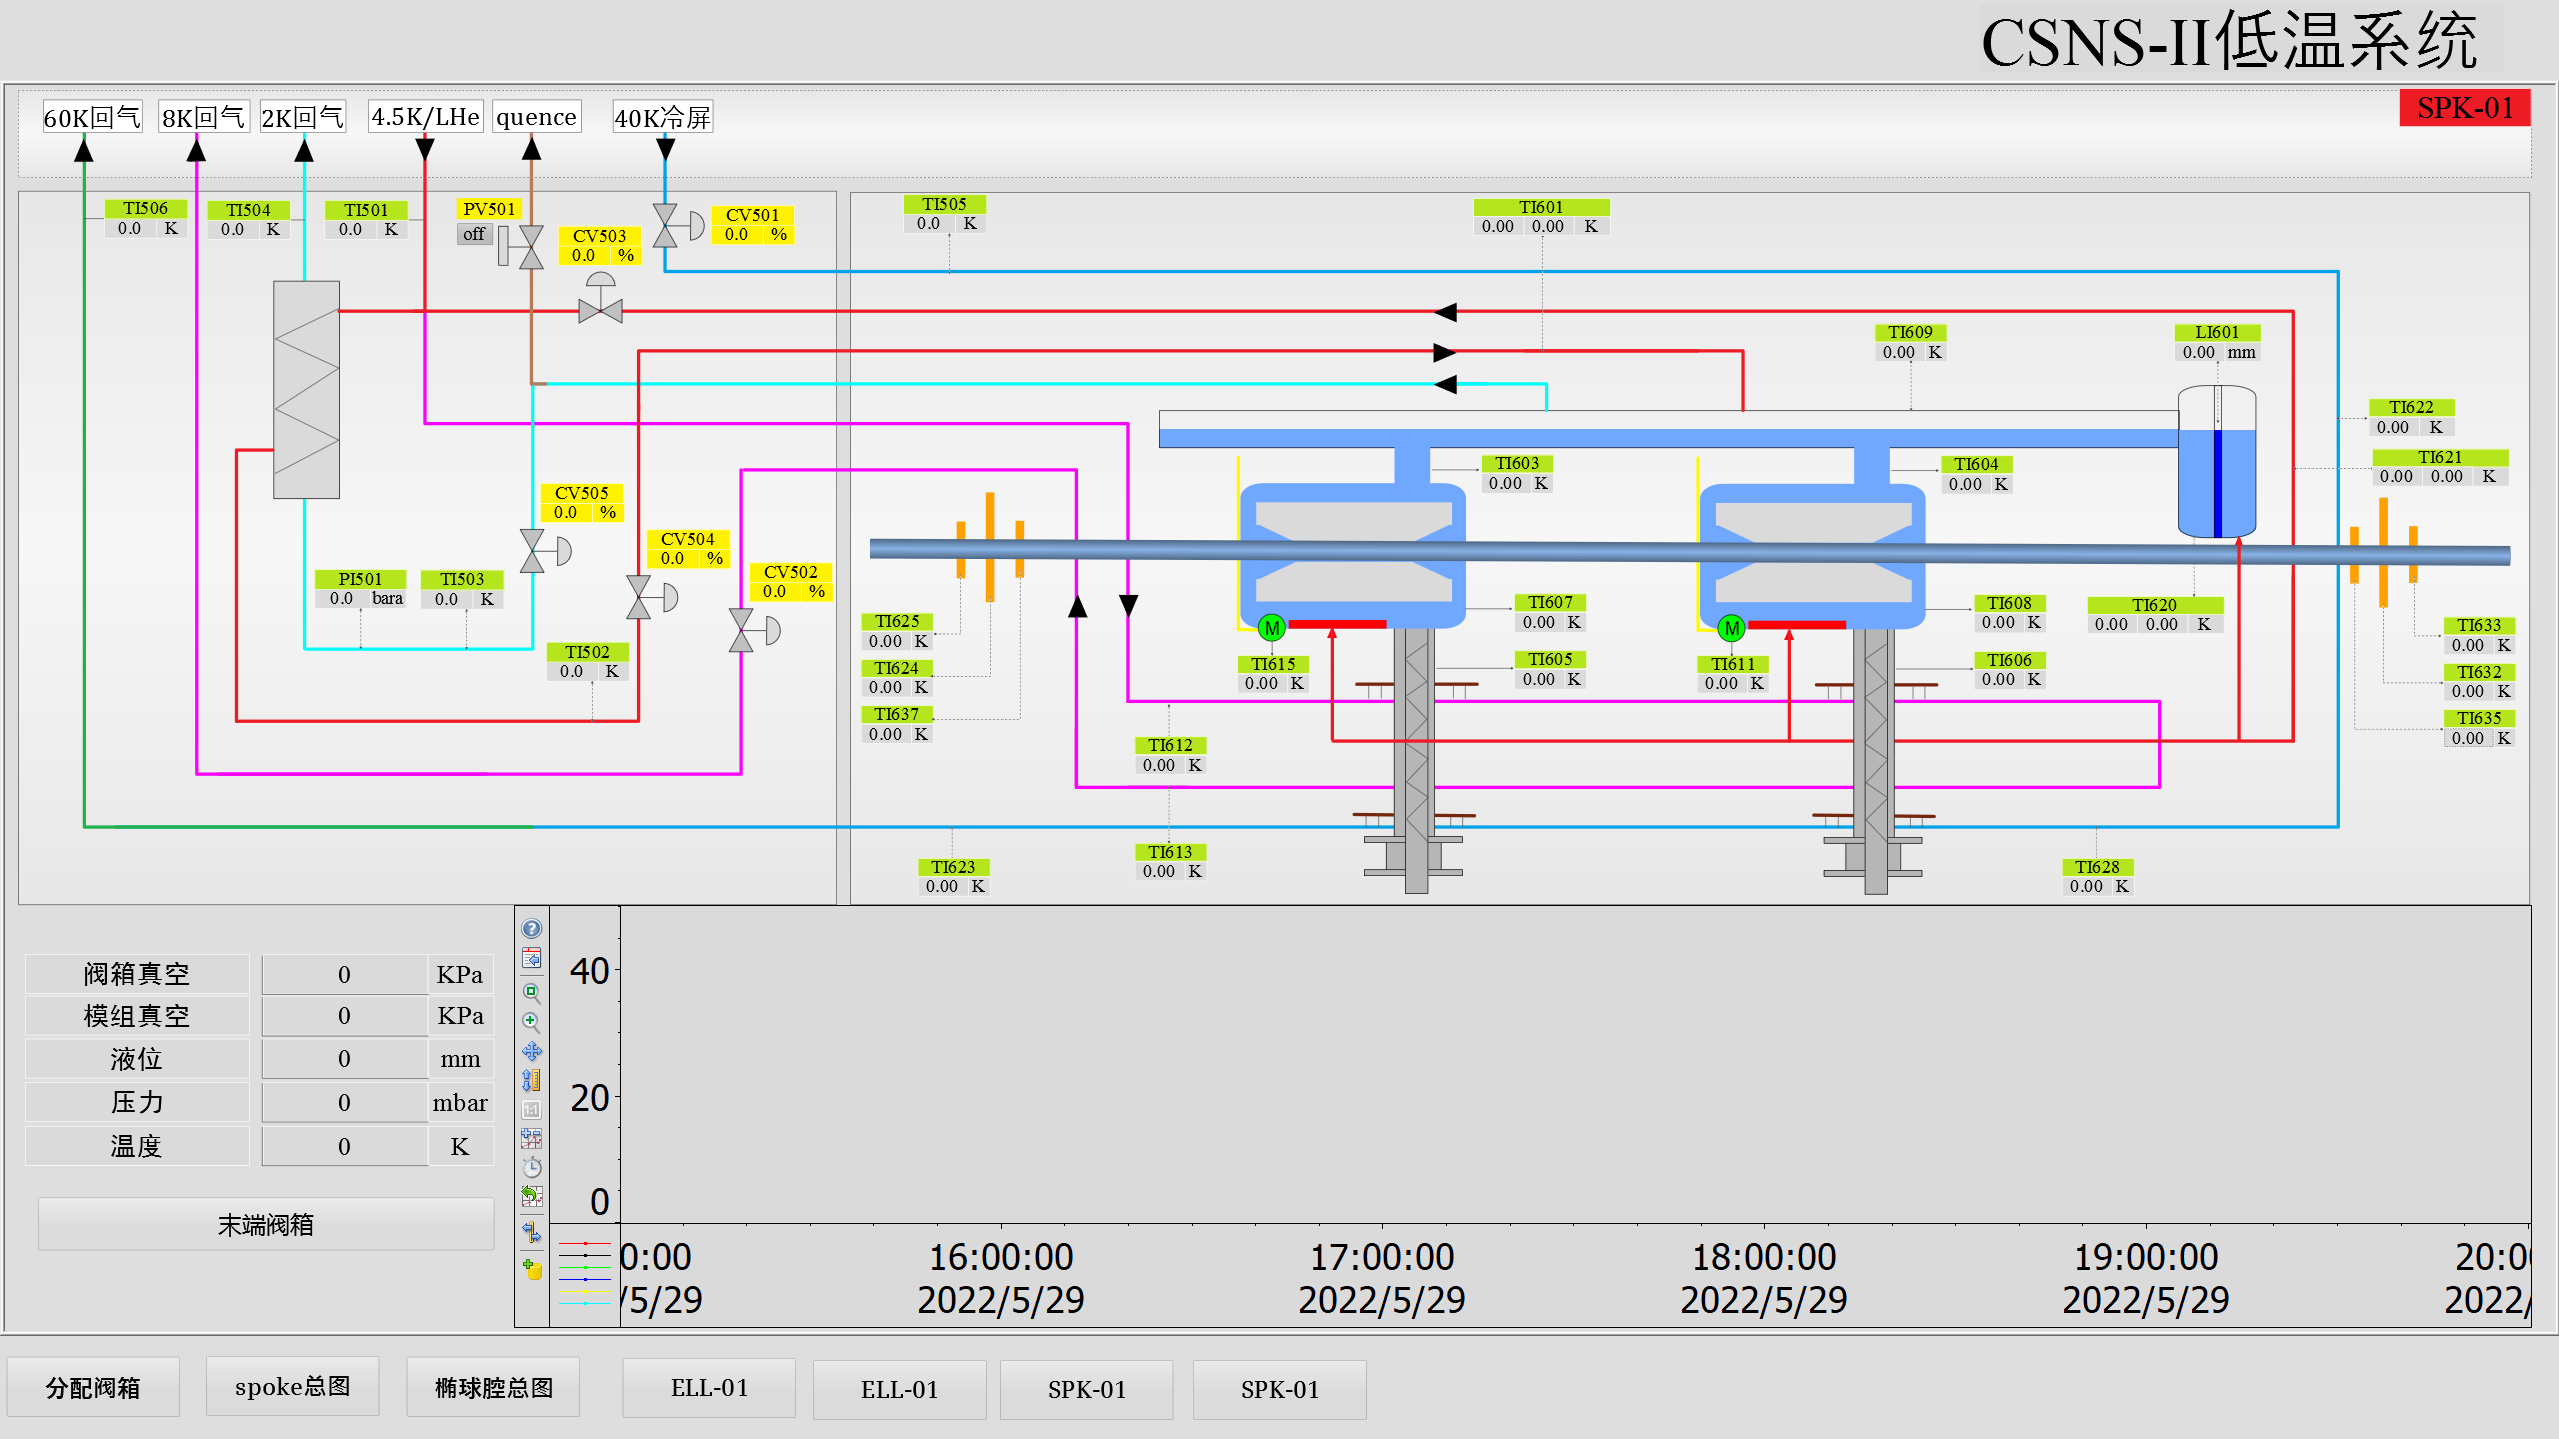 CSNS-II低温系统
SPK-01
60K回气 8K回气 2K回气 4.5K/LHe quence 40K冷屏
TI506
0.0 K
TI504
0.0 K
TI501
0.0 K
PV501
off
CV503
0.0 %
CV501
0.0 %
TI505
0.0 K
TI601
0.00 0.00 K
TI609
0.00 K
LI601
0.00 mm
TI622
0.00 K
TI621
0.00 0.00 K
TI603
0.00 K
TI604
0.00 K
CV505
0.0 %
CV504
0.0 %
CV502
0.0 %
PI501
0.0 bara
TI503
0.0 K
TI502
0.0 K
TI625
0.00 K
TI624
0.00 K
TI637
0.00 K
M
TI615
0.00 K
TI607
0.00 K
TI605
0.00 K
M
TI611
0.00 K
TI608
0.00 K
TI606
0.00 K
TI620
0.00 0.00 K
TI633
0.00 K
TI632
0.00 K
TI635
0.00 K
TI612
0.00 K
TI613
0.00 K
TI623
0.00 K
TI628
0.00 K
阀箱真空 0 KPa
模组真空 0 KPa
液位 0 mm
压力 0 mbar
温度 0 K
末端阀箱
?
1:1
40
20
0
0:00 16:00:00 17:00:00 18:00:00 19:00:00 20:0
/5/29 2022/5/29 2022/5/29 2022/5/29 2022/5/29 2022/
分配阀箱 spoke总图 椭球腔总图 ELL-01 ELL-01 SPK-01 SPK-01